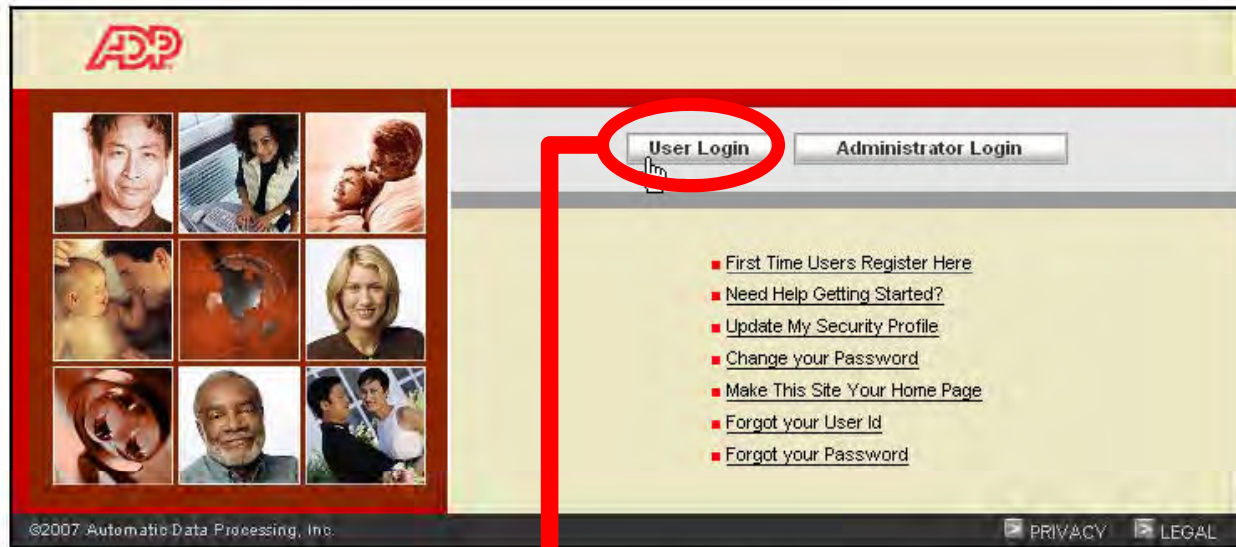 ADP
User Login
Administrator Login
First Time Users Register Here
Need Help Getting Started?
Update My Security Profile
Change your Password
Make This Site Your Home Page
Forgot your User Id
Forgot your Password
©2007 Automatic Data Processing, Inc.
PRIVACY
LEGAL